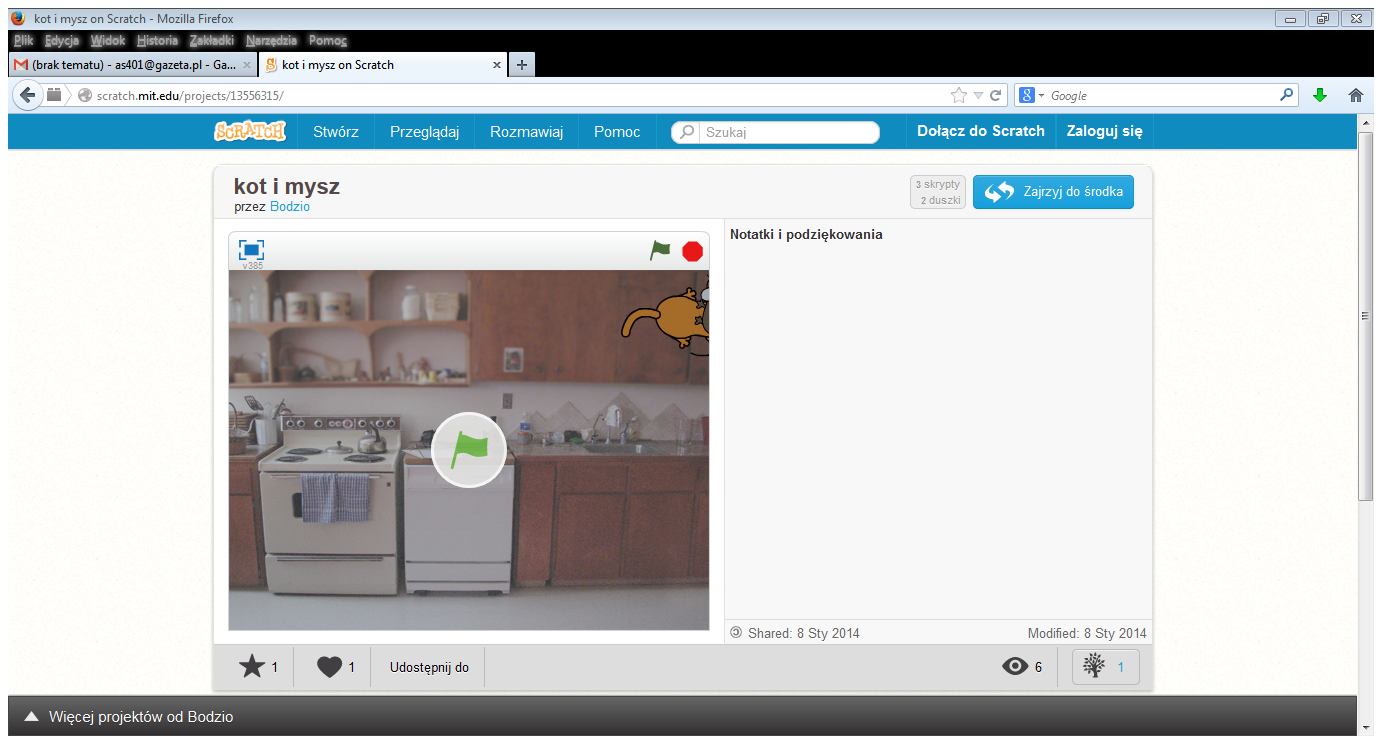 kot i mysz on Scratch - Mozilla Firefox
Plik Edycja Widok Historia Zakładki Narzędzia Pomoc
(brak tematu) - as401@gazeta.pl - Ga... kot i mysz on Scratch
scratch.mit.edu/projects/13556315/ Google
SCRATCH Stwórz Przeglądaj Rozmawiaj Pomoc Szukaj Dołącz do Scratch Zaloguj się
kot i mysz
przez Bodzio
3 skrypty
2 duszki
Zajrzyj do środka
v385
Notatki i podziękowania
Shared: 8 Sty 2014 Modified: 8 Sty 2014
1 1 Udostępnij do 6 1
Więcej projektów od Bodzio